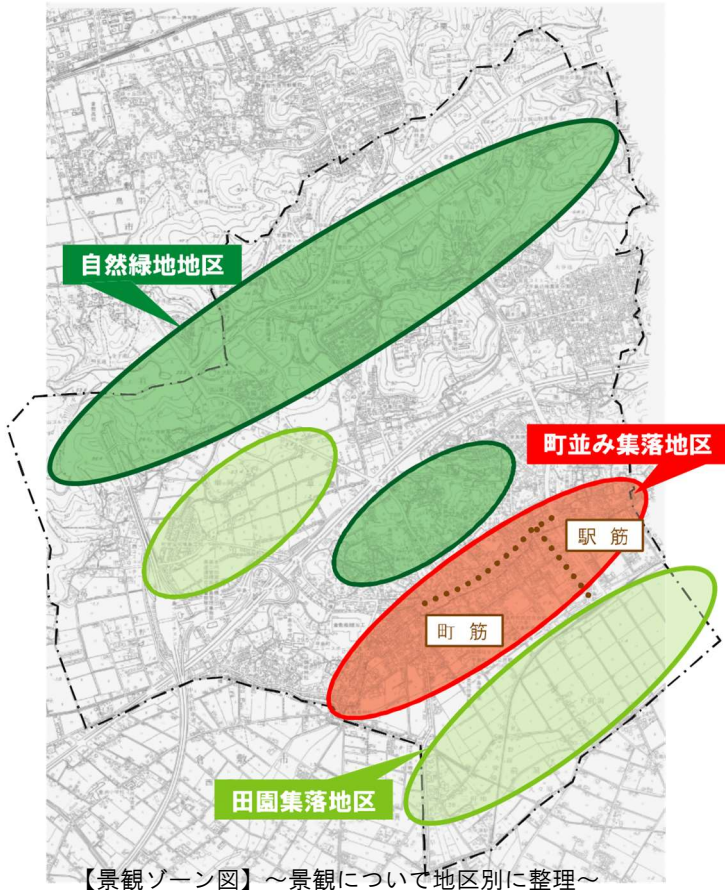 自然緑地地区
町並み集落地区
駅 筋
町 筋
田園集落地区
【景観ゾーン図】～景観について地区別に整理～